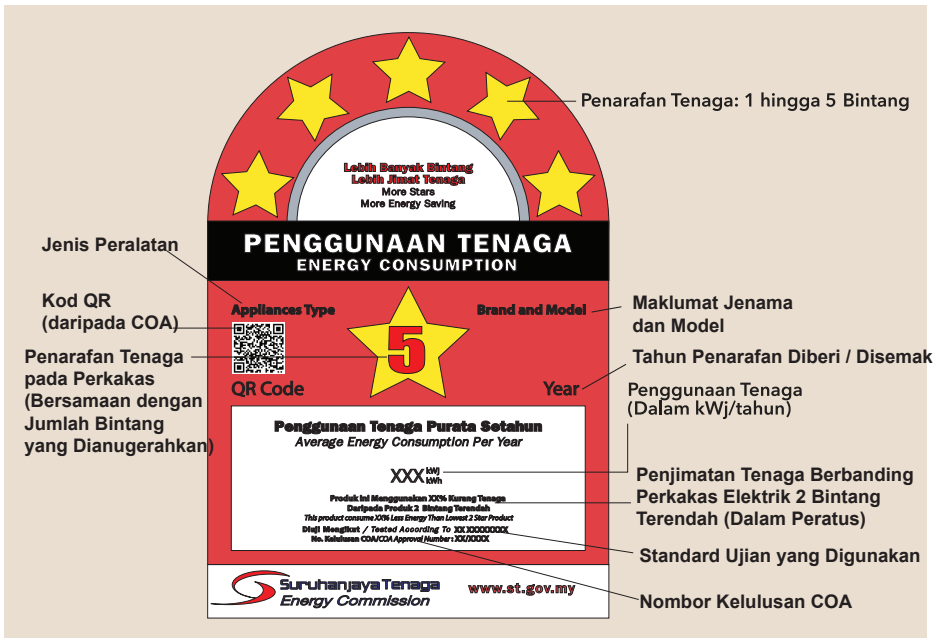 Penarafan Tenaga: 1 hingga 5 Bintang
Lebih Banyak Bintang
Lebih Jimat Tenaga
More Stars
More Energy Saving
PENGGUNAAN TENAGA
ENERGY CONSUMPTION
Jenis Peralatan
Kod QR
(daripada COA)
Penarafan Tenaga
pada Perkakas
(Bersamaan dengan
Jumlah Bintang
yang Dianugerahkan)
Appliances Type
QR Code
5
Brand and Model
Year
Maklumat Jenama
dan Model
Tahun Penarafan Diberi / Disemak
Penggunaan Tenaga
(Dalam kWj/tahun)
Penggunaan Tenaga Purata Setahun
Average Energy Consumption Per Year
XXX kWj
kWh
Produk Ini Menggunakan XX% Kurang Tenaga
Daripada Produk 2 Bintang Terendah
This product consume XX% Less Energy Than Lowest 2 Star Product
Diuji Mengikut / Tested According To XX XXXXXXXX
No. Kelulusan COA/COA Approval Number: XX/XXXX
Penjimatan Tenaga Berbanding
Perkakas Elektrik 2 Bintang
Terendah (Dalam Peratus)
Standard Ujian yang Digunakan
Nombor Kelulusan COA
Suruhanjaya Tenaga
Energy Commission
www.st.gov.my